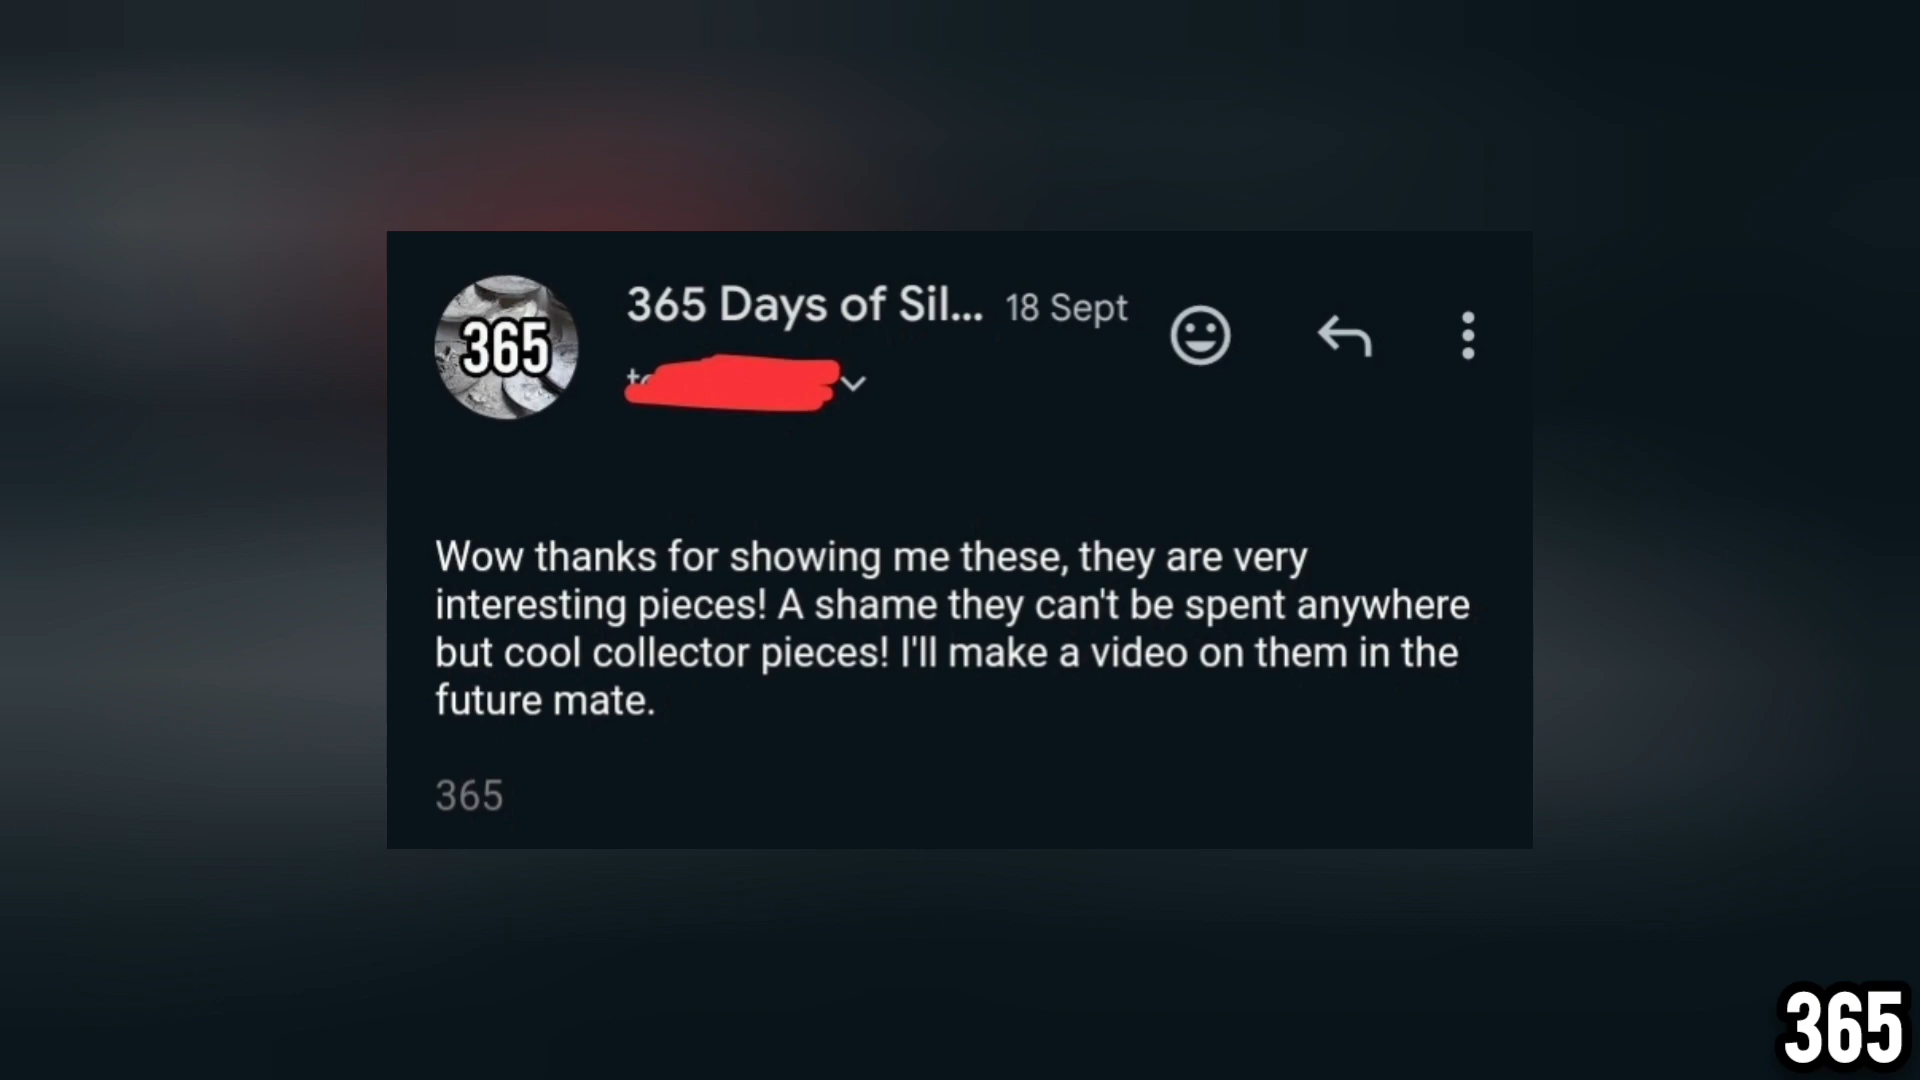 365
365 Days of Sil... 18 Sept
Wow thanks for showing me these, they are very
interesting pieces! A shame they can't be spent anywhere
but cool collector pieces! I'll make a video on them in the
future mate.
365
365